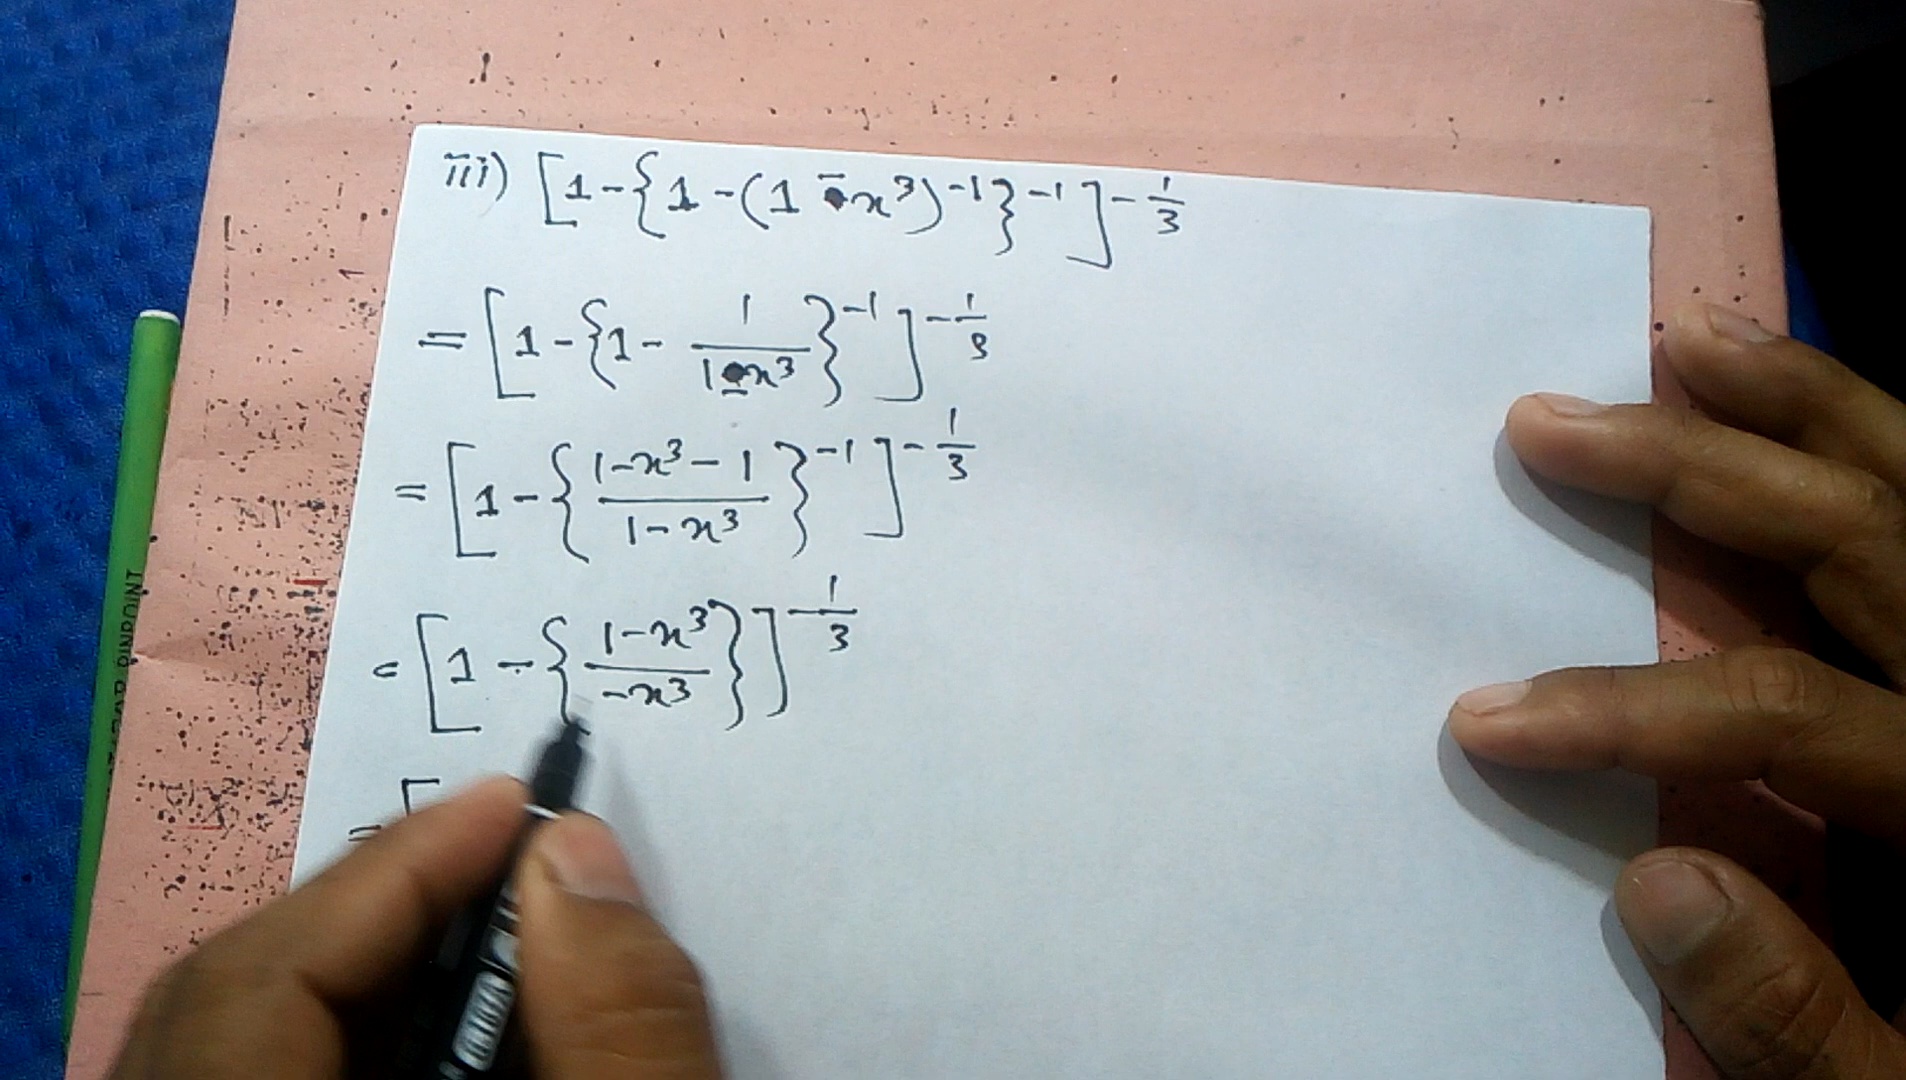 iii) [1-{1-(1-x³)⁻¹}⁻¹]^(-1/3)
= [1-{1- 1/(1-x³)}⁻¹]^(-1/3)
= [1-{(1-x³-1)/(1-x³)}⁻¹]^(-1/3)
= [1-{(1-x³)/(-x³)}]^(-1/3)
= [